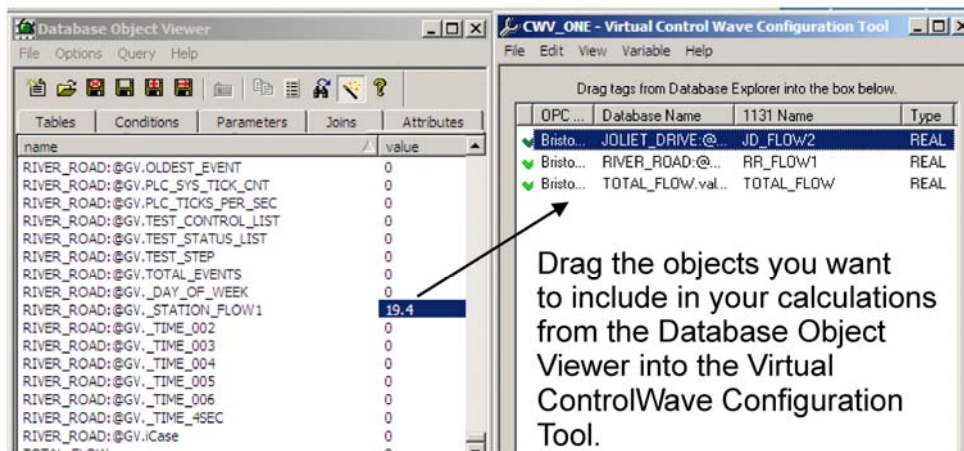 Database Object Viewer
File Options Query Help
Tables Conditions Parameters Joins Attributes
name value
RIVER_ROAD:@GV.OLDEST_EVENT 0
RIVER_ROAD:@GV.PLC_SYS_TICK_CNT 0
RIVER_ROAD:@GV.PLC_TICKS_PER_SEC 0
RIVER_ROAD:@GV.TEST_CONTROL_LIST 0
RIVER_ROAD:@GV.TEST_STATUS_LIST 0
RIVER_ROAD:@GV.TEST_STEP 0
RIVER_ROAD:@GV.TOTAL_EVENTS 0
RIVER_ROAD:@GV._DAY_OF_WEEK 0
RIVER_ROAD:@GV._STATION_FLOW1 19.4
RIVER_ROAD:@GV._TIME_002 0
RIVER_ROAD:@GV._TIME_003 0
RIVER_ROAD:@GV._TIME_004 0
RIVER_ROAD:@GV._TIME_005 0
RIVER_ROAD:@GV._TIME_006 0
RIVER_ROAD:@GV._TIME_4SEC 0
RIVER_ROAD:@GV.iCase 0
CWV_ONE - Virtual Control Wave Configuration Tool
File Edit View Variable Help
Drag tags from Database Explorer into the box below.
OPC ... Database Name 1131 Name Type
Bristo... JOLIET_DRIVE:@... JD_FLOW2 REAL
Bristo... RIVER_ROAD:@... RR_FLOW1 REAL
Bristo... TOTAL_FLOW.val... TOTAL_FLOW REAL
Drag the objects you want
to include in your calculations
from the Database Object
Viewer into the Virtual
ControlWave Configuration
Tool.